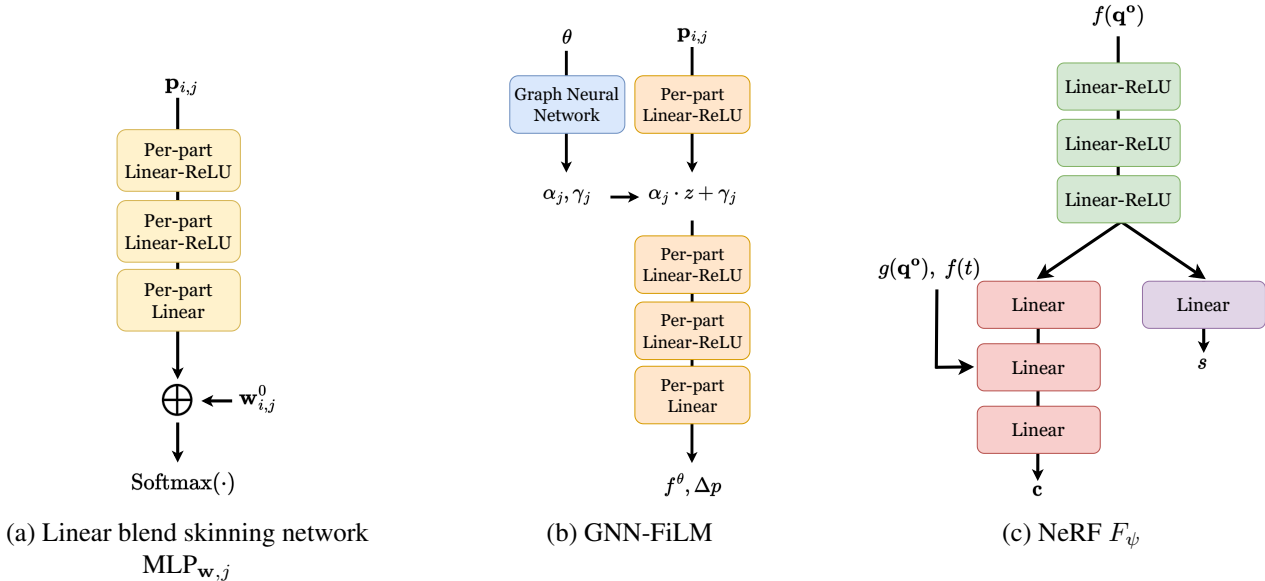 p_{i,j}
Per-part
Linear-ReLU
Per-part
Linear-ReLU
Per-part
Linear
⊕
w^0_{i,j}
Softmax(·)
(a) Linear blend skinning network
MLP_{w,j}
θ
p_{i,j}
Graph Neural
Network
Per-part
Linear-ReLU
α_j, γ_j
α_j · z + γ_j
Per-part
Linear-ReLU
Per-part
Linear-ReLU
Per-part
Linear
f^θ, Δp
(b) GNN-FiLM
f(q^o)
Linear-ReLU
Linear-ReLU
Linear-ReLU
g(q^o), f(t)
Linear
Linear
Linear
Linear
s
c
(c) NeRF F_ψ